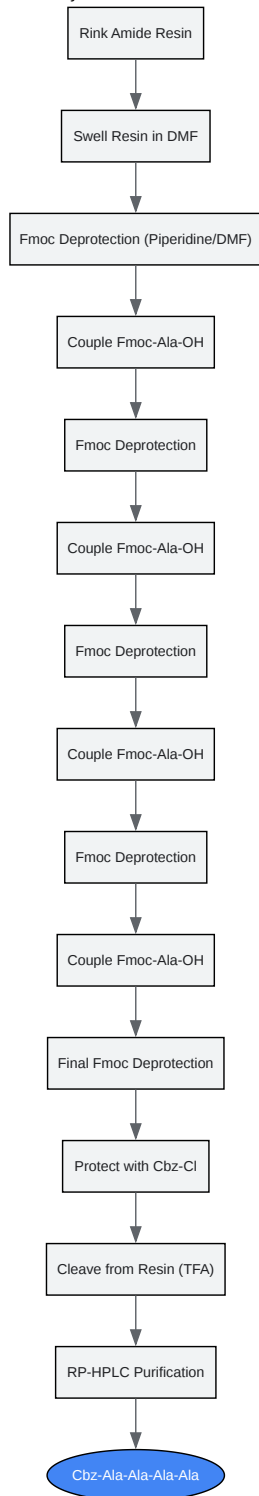 Rink Amide Resin
Swell Resin in DMF
Fmoc Deprotection (Piperidine/DMF)
Couple Fmoc-Ala-OH
Fmoc Deprotection
Couple Fmoc-Ala-OH
Fmoc Deprotection
Couple Fmoc-Ala-OH
Fmoc Deprotection
Couple Fmoc-Ala-OH
Final Fmoc Deprotection
Protect with Cbz-Cl
Cleave from Resin (TFA)
RP-HPLC Purification
Cbz-Ala-Ala-Ala-Ala